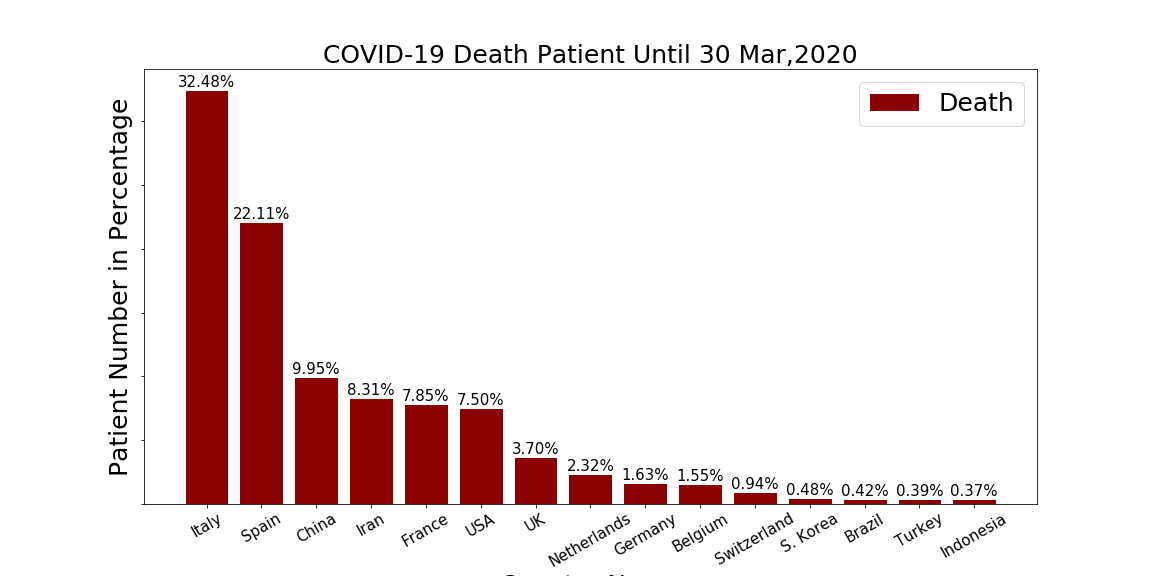 COVID-19 Death Patient Until 30 Mar,2020
Death
Patient Number in Percentage
32.48%
22.11%
9.95%
8.31%
7.85%
7.50%
3.70%
2.32%
1.63%
1.55%
0.94%
0.48%
0.42%
0.39%
0.37%
Italy
Spain
China
Iran
France
USA
UK
Netherlands
Germany
Belgium
Switzerland
S. Korea
Brazil
Turkey
Indonesia